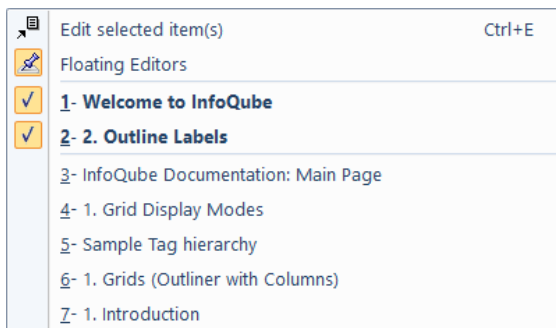 Edit selected item(s) Ctrl+E
Floating Editors
1- Welcome to InfoQube
2- 2. Outline Labels
3- InfoQube Documentation: Main Page
4- 1. Grid Display Modes
5- Sample Tag hierarchy
6- 1. Grids (Outliner with Columns)
7- 1. Introduction